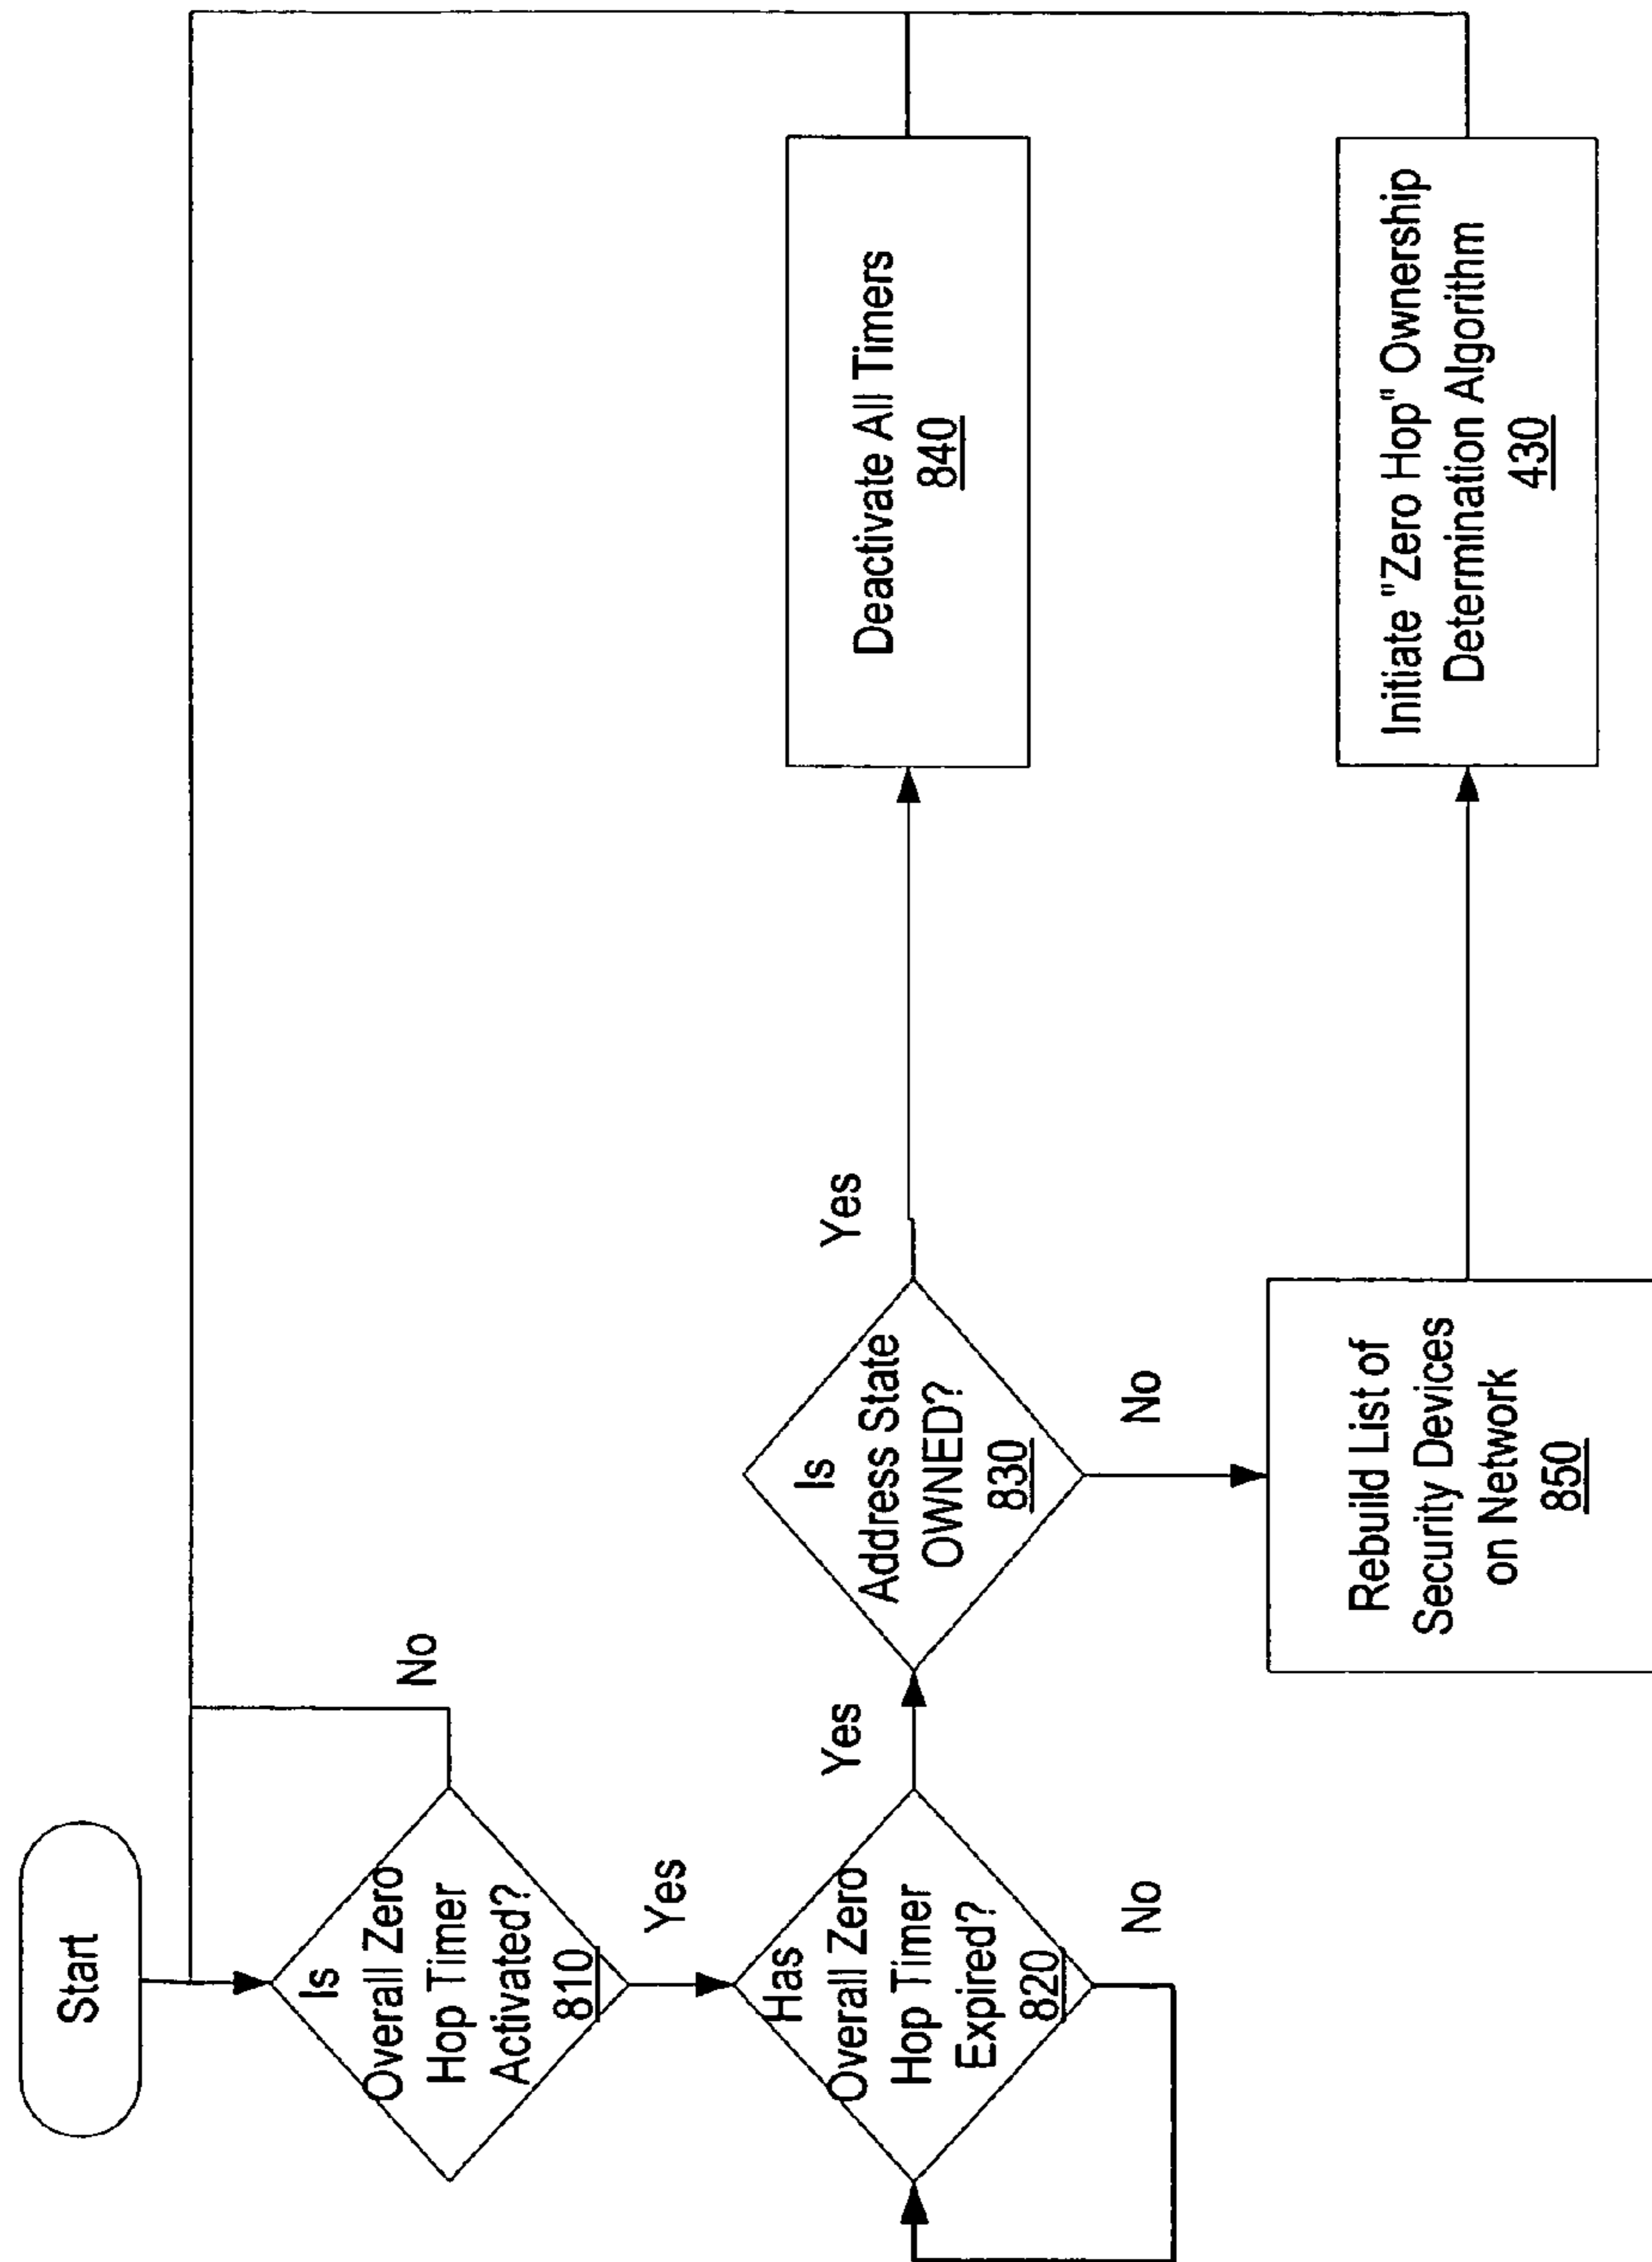 Start
Is
Overall Zero
Hop Timer
Activated?
810
No
Yes
Has
Overall Zero
Hop Timer
Expired?
820
No
Yes
Is
Address State
OWNED?
830
Yes
No
Deactivate All Timers
840
Rebuild List of
Security Devices
on Network
850
Initiate "Zero Hop" Ownership
Determination Algorithm
430